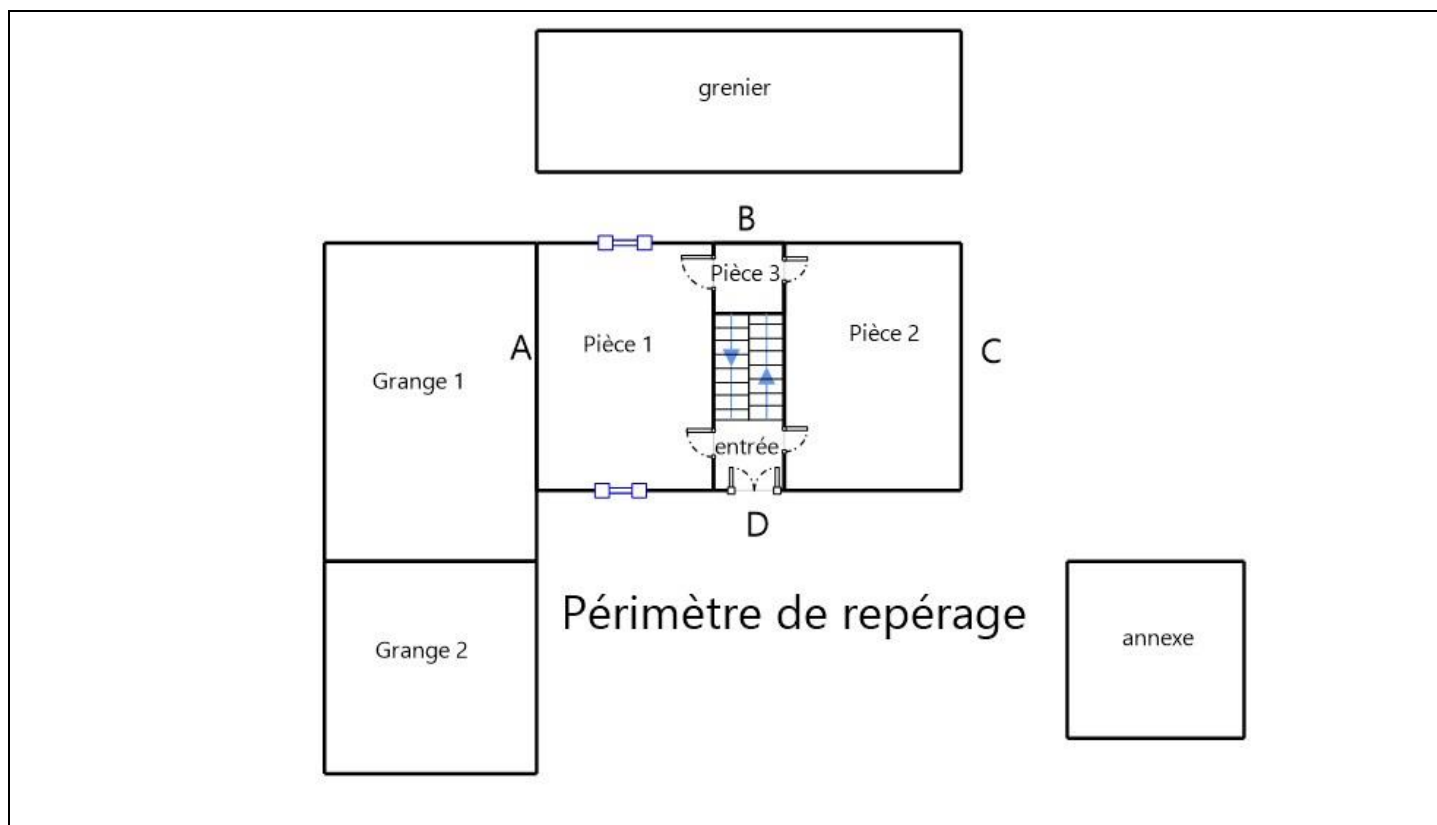 grenier
B
Pièce 3
A
Pièce 1
Pièce 2
C
Grange 1
entrée
D
Périmètre de repérage
annexe
Grange 2